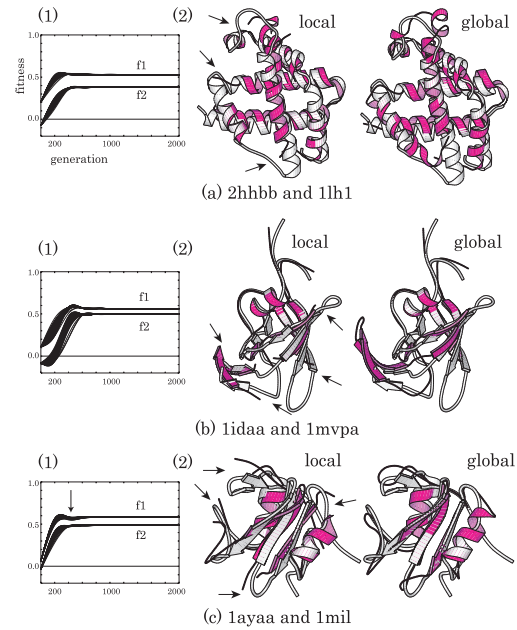 (1) (2) local global
1.0
fitness
f1
0.5
f2
0.0
200 1000 2000
generation
(a) 2hhbb and 1lh1
(1) (2) local global
1.0
f1
0.5
f2
0.0
200 1000 2000
(b) 1idaa and 1mvpa
(1) (2) local global
1.0
f1
0.5
f2
0.0
200 1000 2000
(c) 1ayaa and 1mil